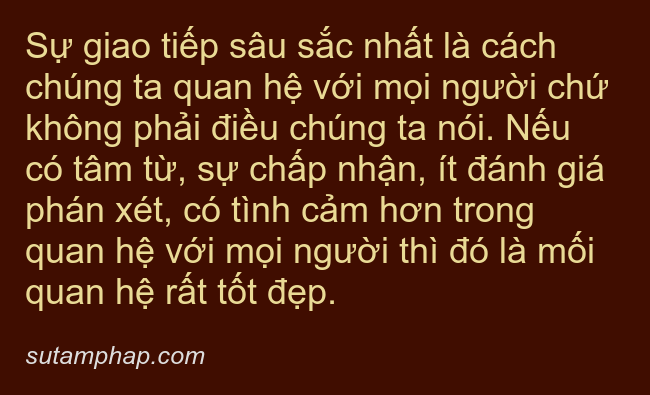 Sự giao tiếp sâu sắc nhất là cách
chúng ta quan hệ với mọi người chứ
không phải điều chúng ta nói. Nếu
có tâm từ, sự chấp nhận, ít đánh giá
phán xét, có tình cảm hơn trong
quan hệ với mọi người thì đó là mối
quan hệ rất tốt đẹp.
sutamphap.com